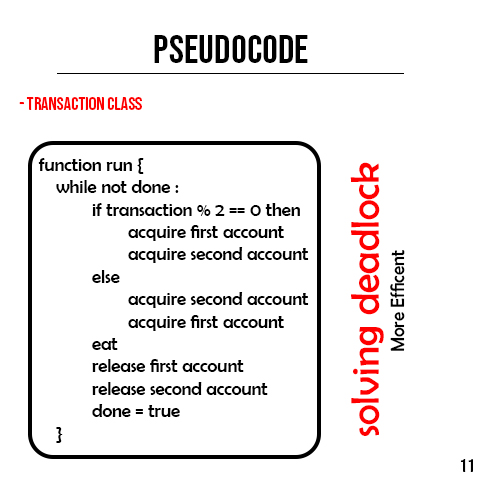 PSEUDOCODE
- TRANSACTION CLASS
function run {
while not done :
if transaction % 2 == 0 then
acquire first account
acquire second account
else
acquire second account
acquire first account
eat
release first account
release second account
done = true
}
solving deadlock
More Efficent
11